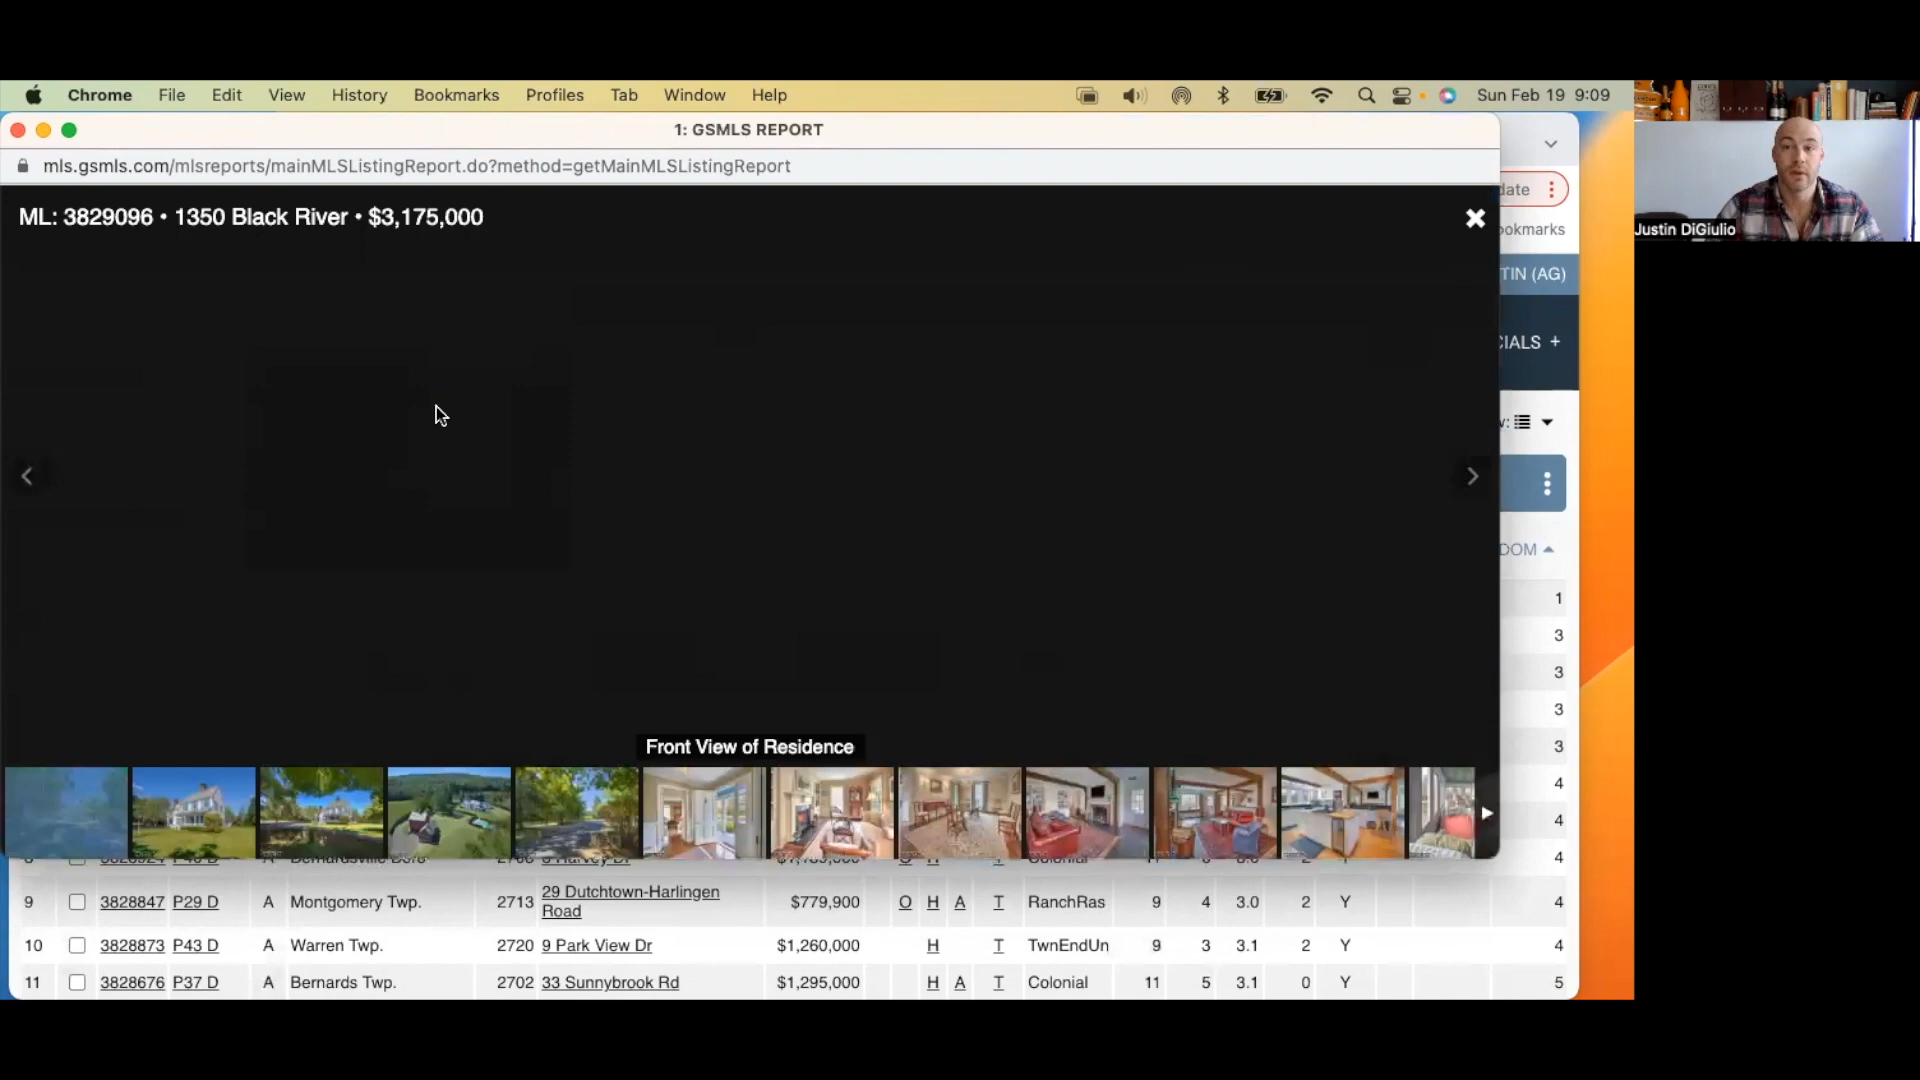 Chrome File Edit View History Bookmarks Profiles Tab Window Help Sun Feb 19 9:09
1: GSMLS REPORT
mls.gsmls.com/mlsreports/mainMLSListingReport.do?method=getMainMLSListingReport
date
ML: 3829096 • 1350 Black River • $3,175,000
ookmarks
Justin DiGiulio
TIN (AG)
CIALS +
DOM
1
3
3
3
3
Front View of Residence
4
4
4
9 3828847 P29 D A Montgomery Twp. 2713 29 Dutchtown-Harlingen Road $779,900 O H A T RanchRas 9 4 3.0 2 Y 4
10 3828873 P43 D A Warren Twp. 2720 9 Park View Dr $1,260,000 H T TwnEndUn 9 3 3.1 2 Y 4
11 3828676 P37 D A Bernards Twp. 2702 33 Sunnybrook Rd $1,295,000 H A T Colonial 11 5 3.1 0 Y 5